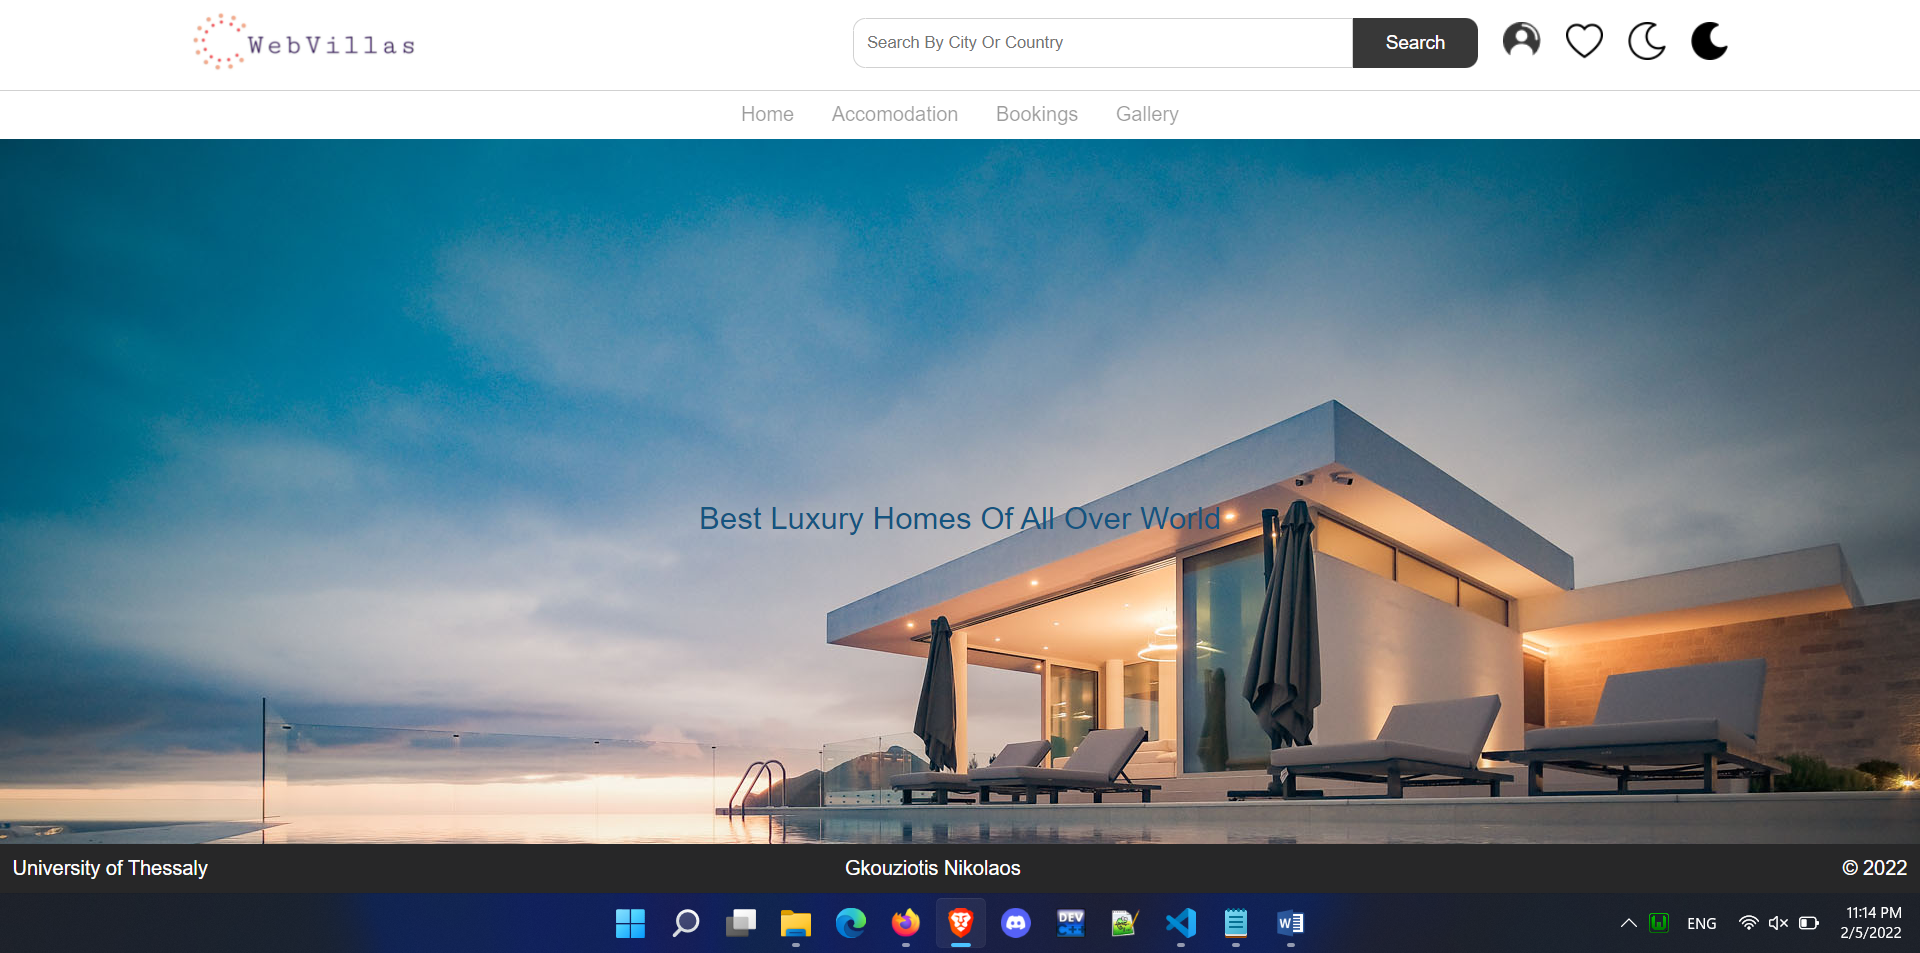 WebVillas
Search By City Or Country
Search
Home
Accomodation
Bookings
Gallery
Best Luxury Homes Of All Over World
University of Thessaly
Gkouziotis Nikolaos
© 2022
DEV
C++
W
ENG
11:14 PM
2/5/2022